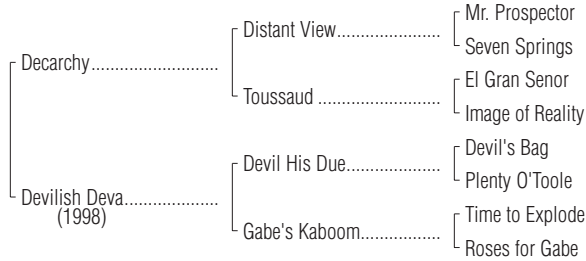 Mr. Prospector
Distant View
Seven Springs
Decarchy
El Gran Senor
Toussaud
Image of Reality
Devil's Bag
Devil His Due
Plenty O'Toole
Devilish Deva
(1998)
Time to Explode
Gabe's Kaboom
Roses for Gabe